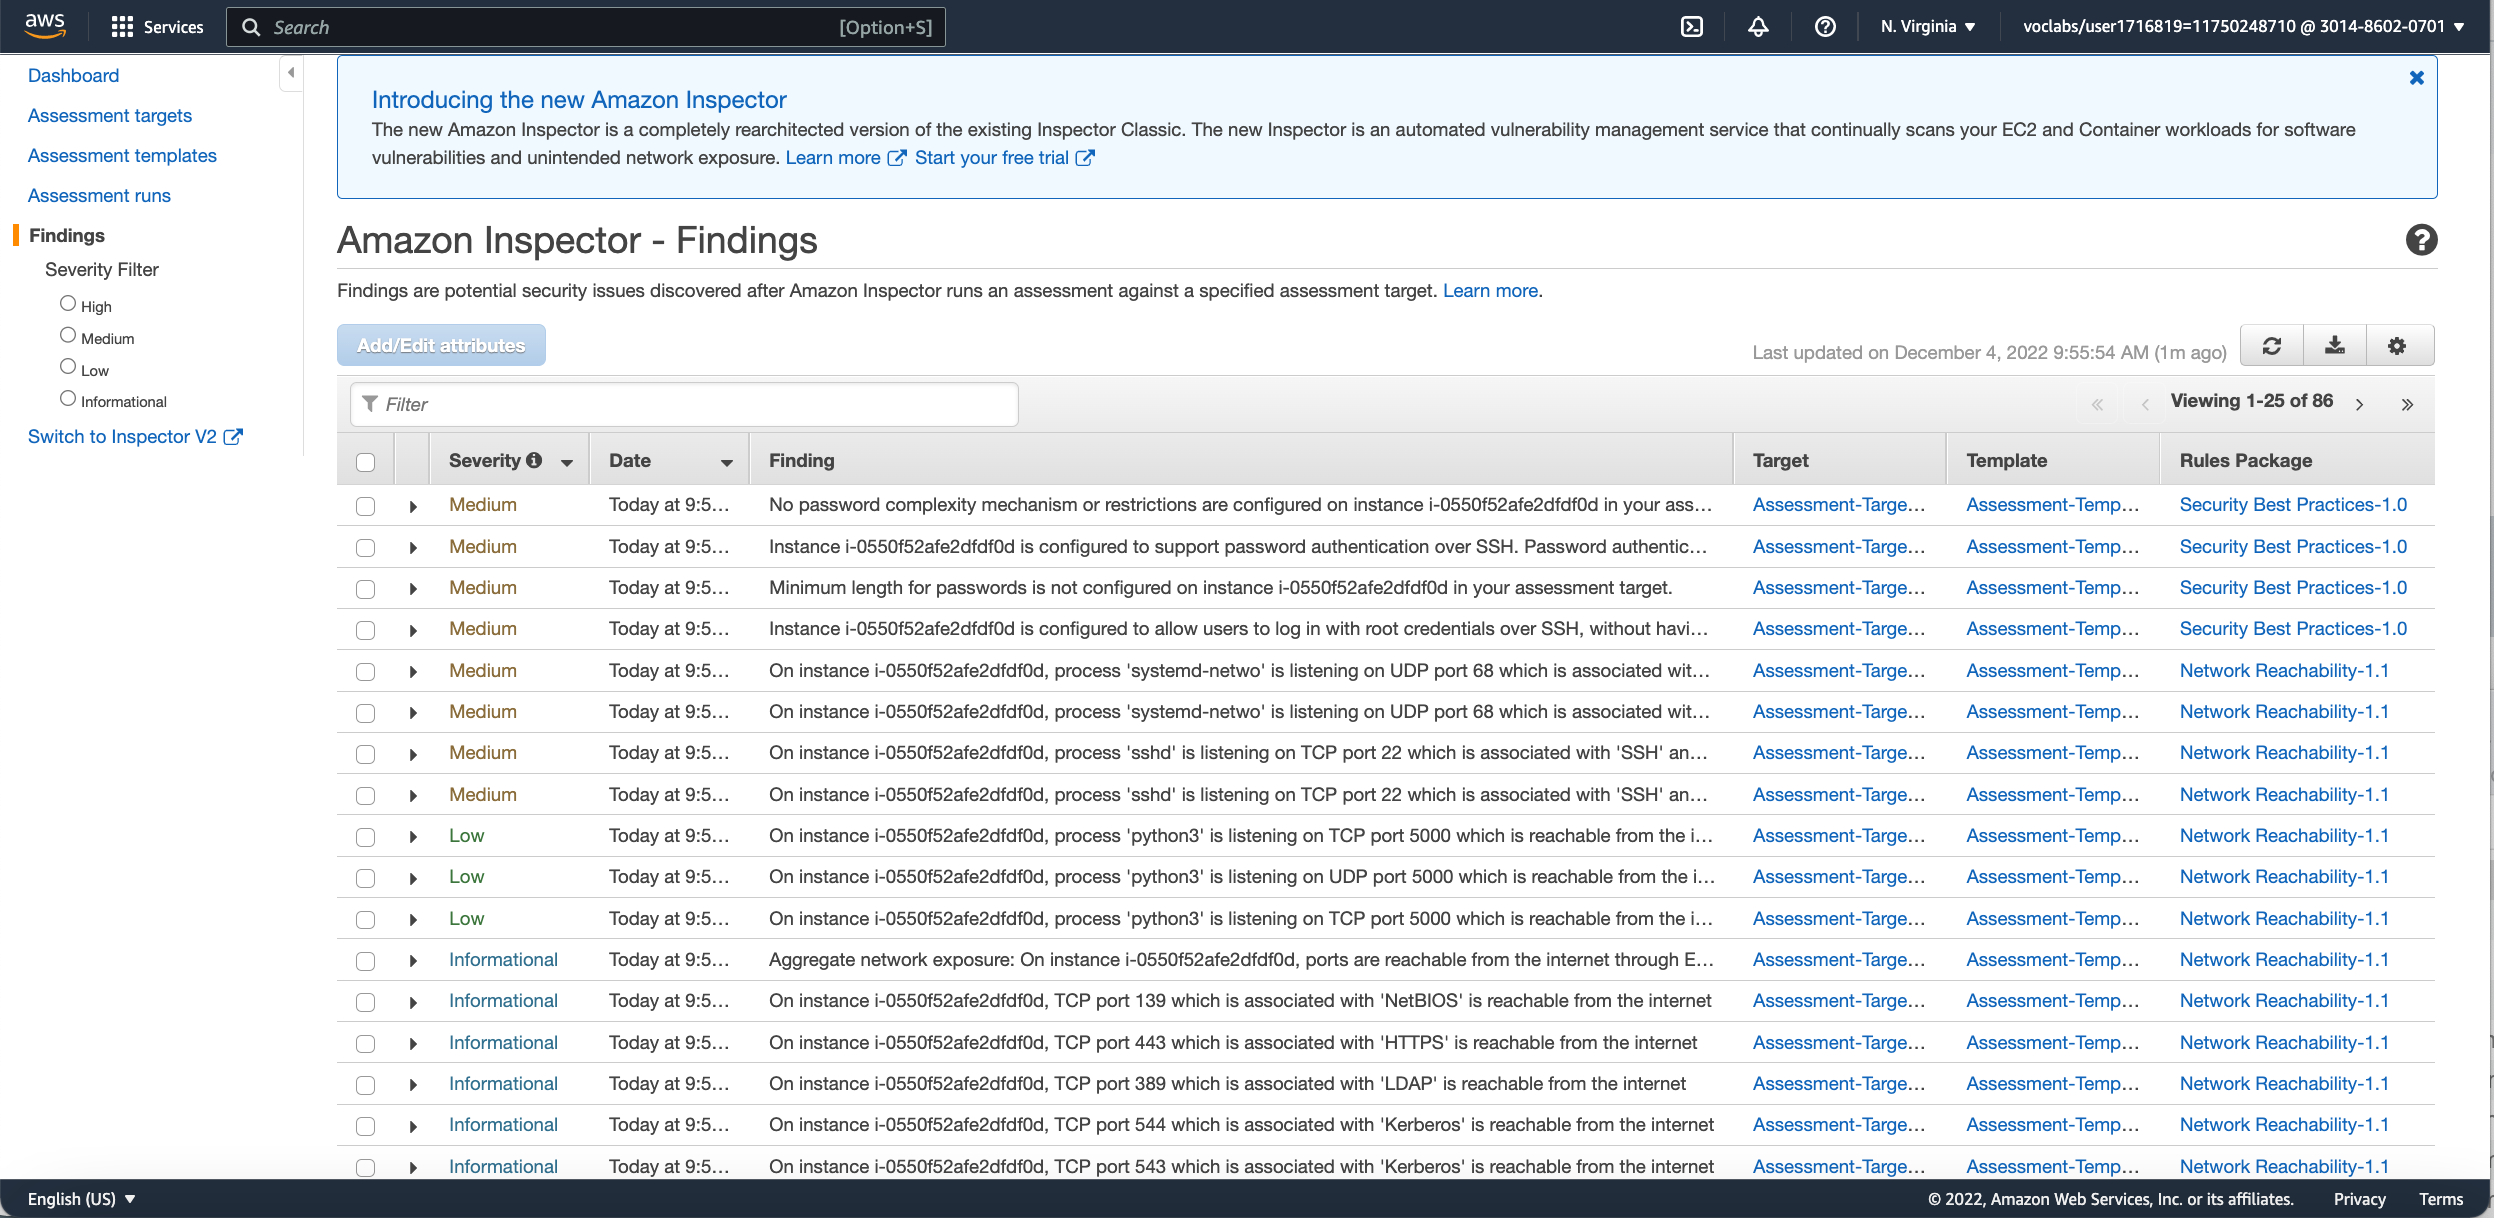 aws
Services
Search
[Option+S]
N. Virginia
voclabs/user1716819=11750248710 @ 3014-8602-0701
Dashboard
Assessment targets
Assessment templates
Assessment runs
Findings
Severity Filter
High
Medium
Low
Informational
Switch to Inspector V2
Introducing the new Amazon Inspector
The new Amazon Inspector is a completely rearchitected version of the existing Inspector Classic. The new Inspector is an automated vulnerability management service that continually scans your EC2 and Container workloads for software
vulnerabilities and unintended network exposure. Learn more Start your free trial
Amazon Inspector - Findings
Findings are potential security issues discovered after Amazon Inspector runs an assessment against a specified assessment target. Learn more.
Add/Edit attributes
Last updated on December 4, 2022 9:55:54 AM (1m ago)
Filter
Viewing 1-25 of 86
Severity Date Finding Target Template Rules Package
Medium Today at 9:5... No password complexity mechanism or restrictions are configured on instance i-0550f52afe2dfdf0d in your ass... Assessment-Targe... Assessment-Temp... Security Best Practices-1.0
Medium Today at 9:5... Instance i-0550f52afe2dfdf0d is configured to support password authentication over SSH. Password authentic... Assessment-Targe... Assessment-Temp... Security Best Practices-1.0
Medium Today at 9:5... Minimum length for passwords is not configured on instance i-0550f52afe2dfdf0d in your assessment target. Assessment-Targe... Assessment-Temp... Security Best Practices-1.0
Medium Today at 9:5... Instance i-0550f52afe2dfdf0d is configured to allow users to log in with root credentials over SSH, without havi... Assessment-Targe... Assessment-Temp... Security Best Practices-1.0
Medium Today at 9:5... On instance i-0550f52afe2dfdf0d, process 'systemd-netwo' is listening on UDP port 68 which is associated wit... Assessment-Targe... Assessment-Temp... Network Reachability-1.1
Medium Today at 9:5... On instance i-0550f52afe2dfdf0d, process 'systemd-netwo' is listening on UDP port 68 which is associated wit... Assessment-Targe... Assessment-Temp... Network Reachability-1.1
Medium Today at 9:5... On instance i-0550f52afe2dfdf0d, process 'sshd' is listening on TCP port 22 which is associated with 'SSH' an... Assessment-Targe... Assessment-Temp... Network Reachability-1.1
Medium Today at 9:5... On instance i-0550f52afe2dfdf0d, process 'sshd' is listening on TCP port 22 which is associated with 'SSH' an... Assessment-Targe... Assessment-Temp... Network Reachability-1.1
Low Today at 9:5... On instance i-0550f52afe2dfdf0d, process 'python3' is listening on TCP port 5000 which is reachable from the i... Assessment-Targe... Assessment-Temp... Network Reachability-1.1
Low Today at 9:5... On instance i-0550f52afe2dfdf0d, process 'python3' is listening on UDP port 5000 which is reachable from the i... Assessment-Targe... Assessment-Temp... Network Reachability-1.1
Low Today at 9:5... On instance i-0550f52afe2dfdf0d, process 'python3' is listening on TCP port 5000 which is reachable from the i... Assessment-Targe... Assessment-Temp... Network Reachability-1.1
Informational Today at 9:5... Aggregate network exposure: On instance i-0550f52afe2dfdf0d, ports are reachable from the internet through E... Assessment-Targe... Assessment-Temp... Network Reachability-1.1
Informational Today at 9:5... On instance i-0550f52afe2dfdf0d, TCP port 139 which is associated with 'NetBIOS' is reachable from the internet Assessment-Targe... Assessment-Temp... Network Reachability-1.1
Informational Today at 9:5... On instance i-0550f52afe2dfdf0d, TCP port 443 which is associated with 'HTTPS' is reachable from the internet Assessment-Targe... Assessment-Temp... Network Reachability-1.1
Informational Today at 9:5... On instance i-0550f52afe2dfdf0d, TCP port 389 which is associated with 'LDAP' is reachable from the internet Assessment-Targe... Assessment-Temp... Network Reachability-1.1
Informational Today at 9:5... On instance i-0550f52afe2dfdf0d, TCP port 544 which is associated with 'Kerberos' is reachable from the internet Assessment-Targe... Assessment-Temp... Network Reachability-1.1
Informational Today at 9:5... On instance i-0550f52afe2dfdf0d, TCP port 543 which is associated with 'Kerberos' is reachable from the internet Assessment-Targe... Assessment-Temp... Network Reachability-1.1
English (US)
© 2022, Amazon Web Services, Inc. or its affiliates.
Privacy
Terms